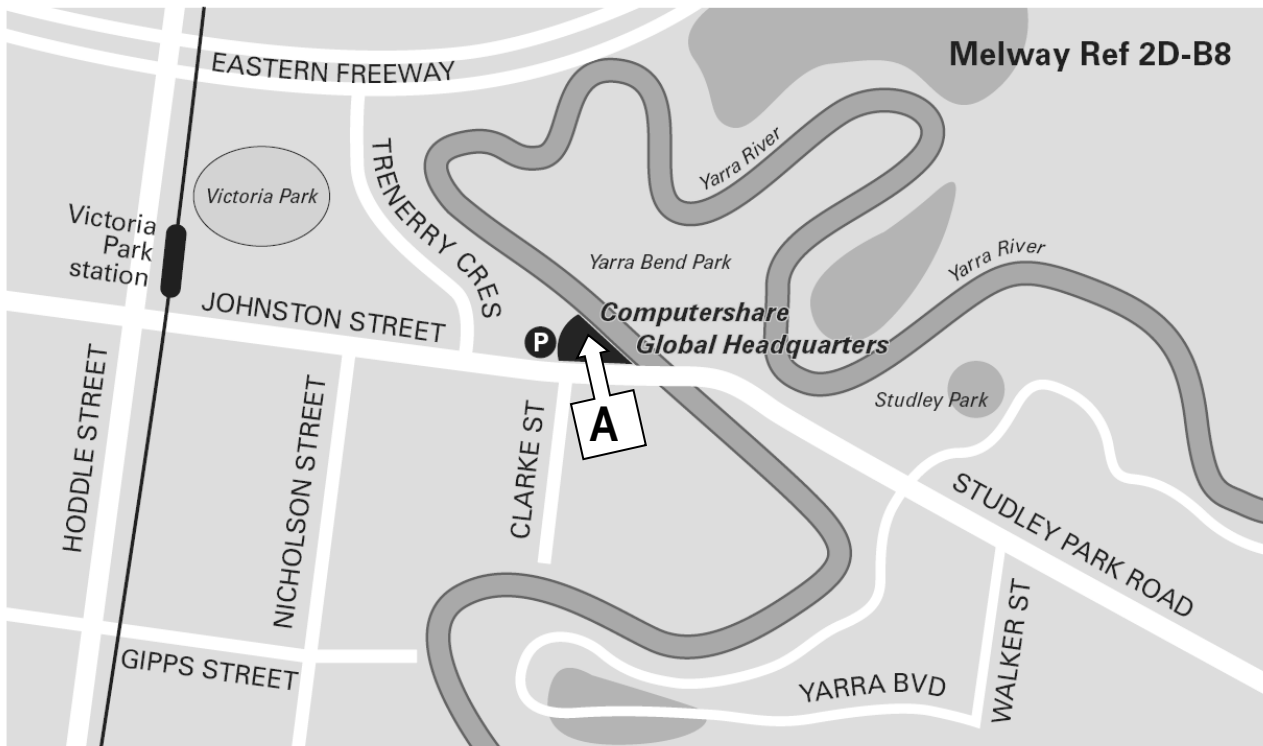 Melway Ref 2D-B8
EASTERN FREEWAY
Yarra River
TRENERRY CRES
Victoria Park
Victoria
Park
station
Yarra Bend Park
Yarra River
JOHNSTON STREET
Computershare
Global Headquarters
P
A
Studley Park
HODDLE STREET
NICHOLSON STREET
CLARKE ST
STUDLEY PARK ROAD
WALKER ST
GIPPS STREET
YARRA BVD